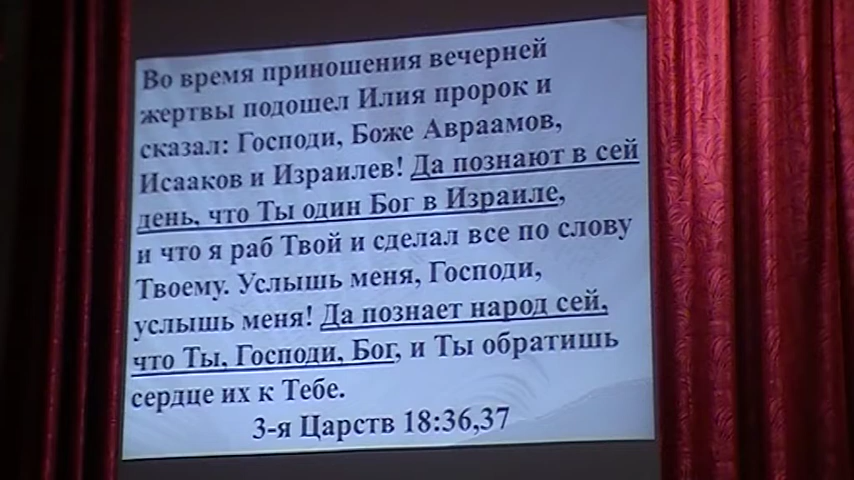 Во время приношения вечерней
жертвы подошел Илия пророк и
сказал: Господи, Боже Авраамов,
Исааков и Израилев! Да познают в сей
день, что Ты один Бог в Израиле,
и что я раб Твой и сделал все по слову
Твоему. Услышь меня, Господи,
услышь меня! Да познает народ сей,
что Ты, Господи, Бог, и Ты обратишь
сердце их к Тебе.
3-я Царств 18:36,37